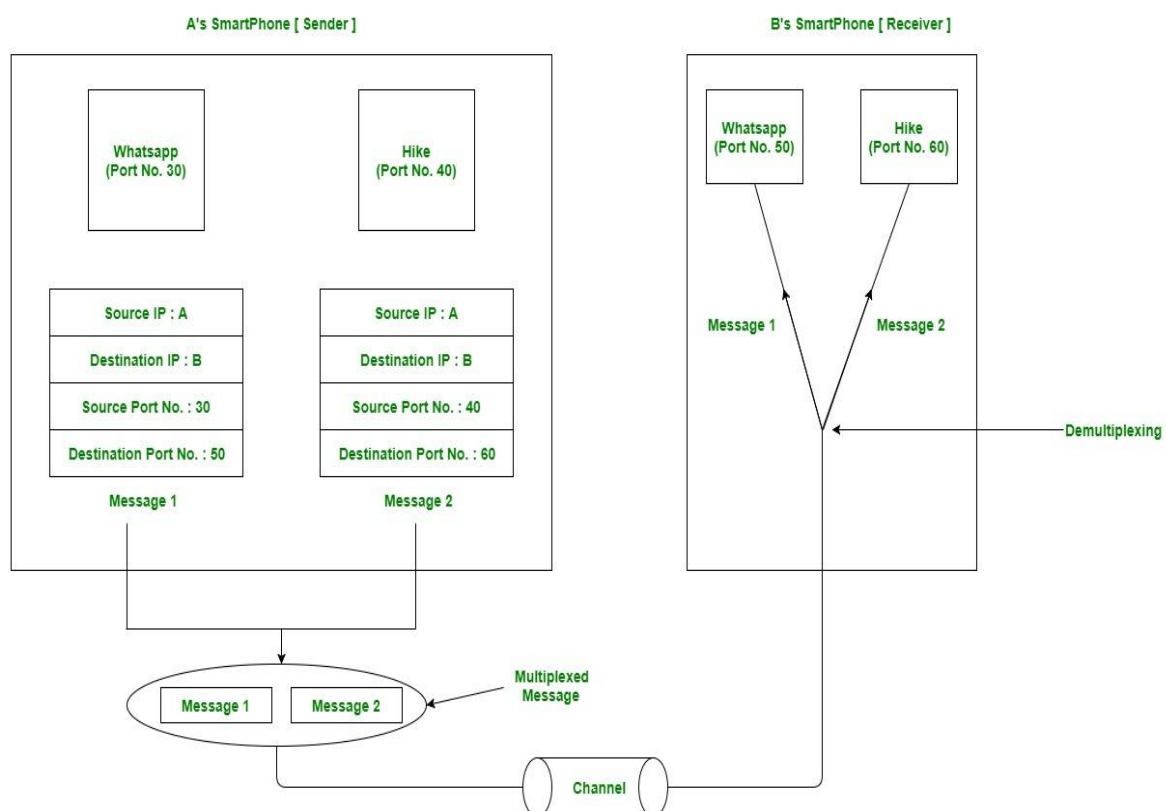 A's SmartPhone [ Sender ]
B's SmartPhone [ Receiver ]
Whatsapp
(Port No. 30)
Hike
(Port No. 40)
Whatsapp
(Port No. 50)
Hike
(Port No. 60)
Source IP : A
Destination IP : B
Source Port No. : 30
Destination Port No. : 50
Message 1
Source IP : A
Destination IP : B
Source Port No. : 40
Destination Port No. : 60
Message 2
Message 1
Message 2
Demultiplexing
Message 1
Message 2
Multiplexed
Message
Channel